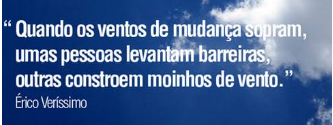 “ Quando os ventos de mudança sopram,
umas pessoas levantam barreiras,
outras constroem moinhos de vento.”
Érico Veríssimo